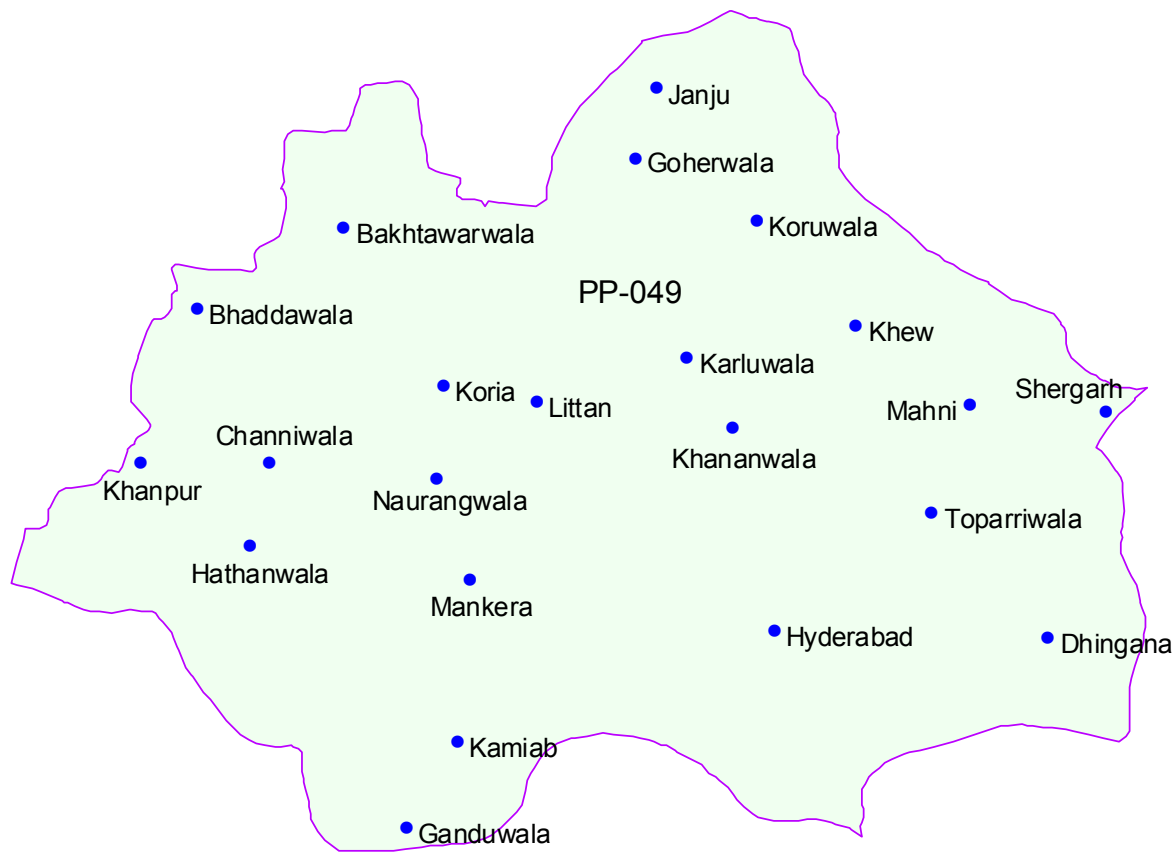 Janju
Goherwala
Koruwala
Bakhtawarwala
PP-049
Bhaddawala
Khew
Karluwala
Koria
Shergarh
Littan
Mahni
Channiwala
Khananwala
Khanpur
Naurangwala
Toparriwala
Hathanwala
Mankera
Hyderabad
Dhingana
Kamiab
Ganduwala